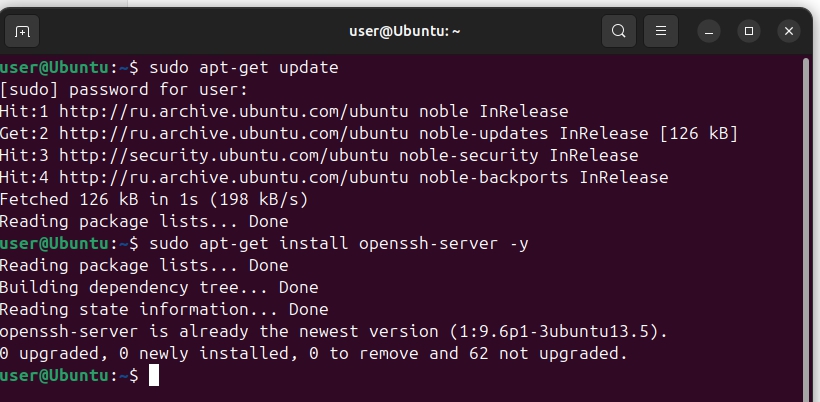 user@Ubuntu: ~
user@Ubuntu:~$ sudo apt-get update
[sudo] password for user:
Hit:1 http://ru.archive.ubuntu.com/ubuntu noble InRelease
Get:2 http://ru.archive.ubuntu.com/ubuntu noble-updates InRelease [126 kB]
Hit:3 http://security.ubuntu.com/ubuntu noble-security InRelease
Hit:4 http://ru.archive.ubuntu.com/ubuntu noble-backports InRelease
Fetched 126 kB in 1s (198 kB/s)
Reading package lists... Done
user@Ubuntu:~$ sudo apt-get install openssh-server -y
Reading package lists... Done
Building dependency tree... Done
Reading state information... Done
openssh-server is already the newest version (1:9.6p1-3ubuntu13.5).
0 upgraded, 0 newly installed, 0 to remove and 62 not upgraded.
user@Ubuntu:~$